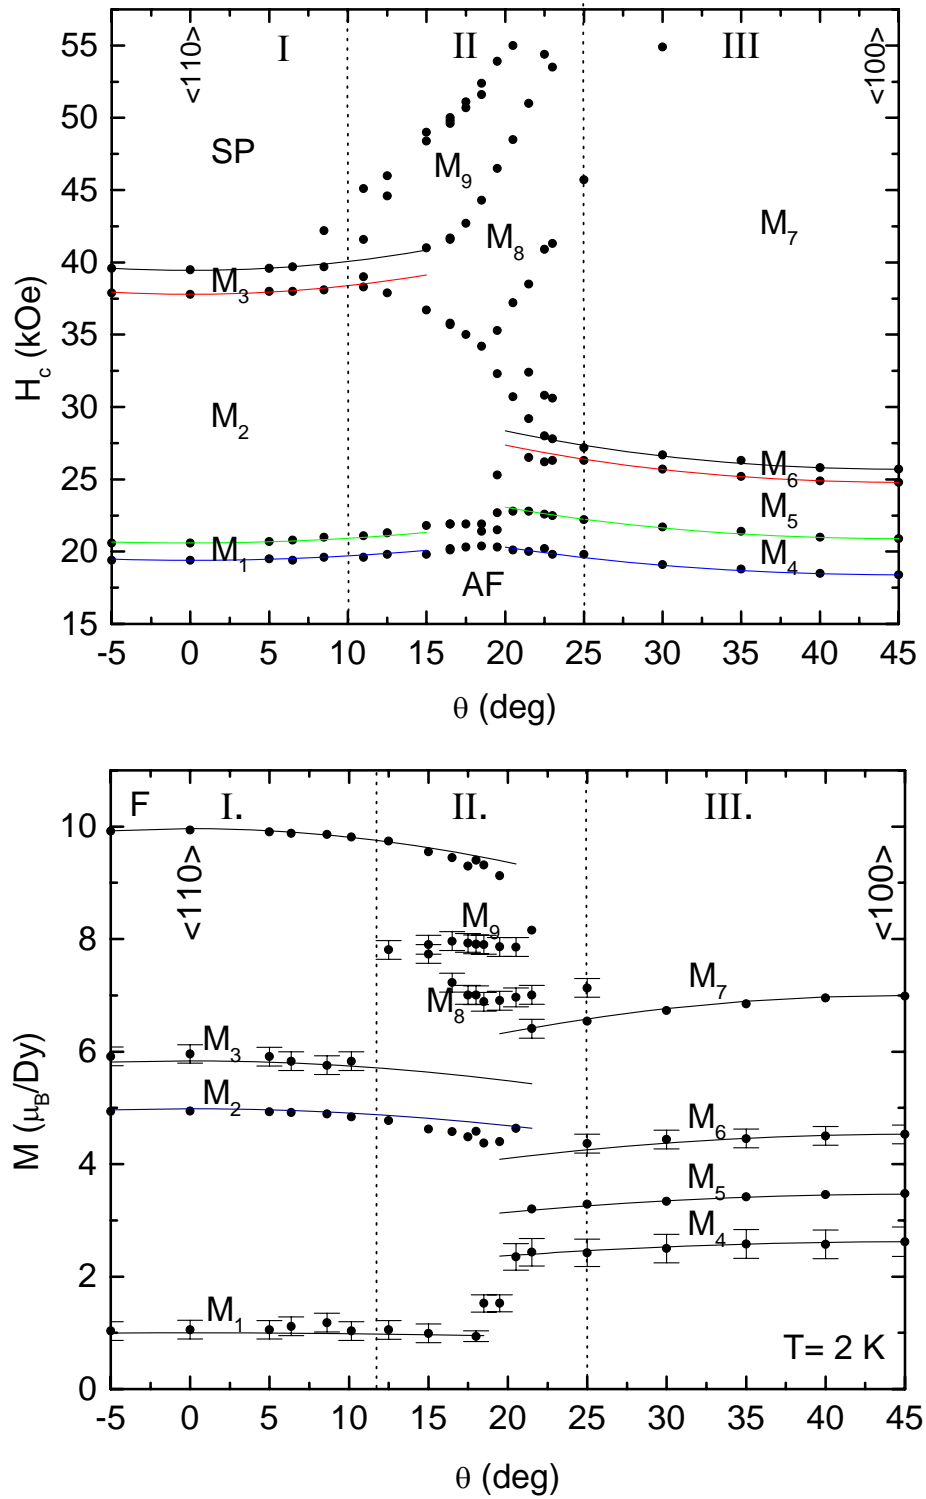 I II III
<110>
<100>
SP
M9
M8
M7
M3
M2
M6
M5
M1
M4
AF
55
50
45
40
35
30
25
20
15
Hc (kOe)
-5 0 5 10 15 20 25 30 35 40 45
θ (deg)
F I. II. III.
<110>
<100>
M9
M8
M7
M3
M2
M6
M5
M4
M1
T= 2 K
10
8
6
4
2
0
M (μB/Dy)
-5 0 5 10 15 20 25 30 35 40 45
θ (deg)